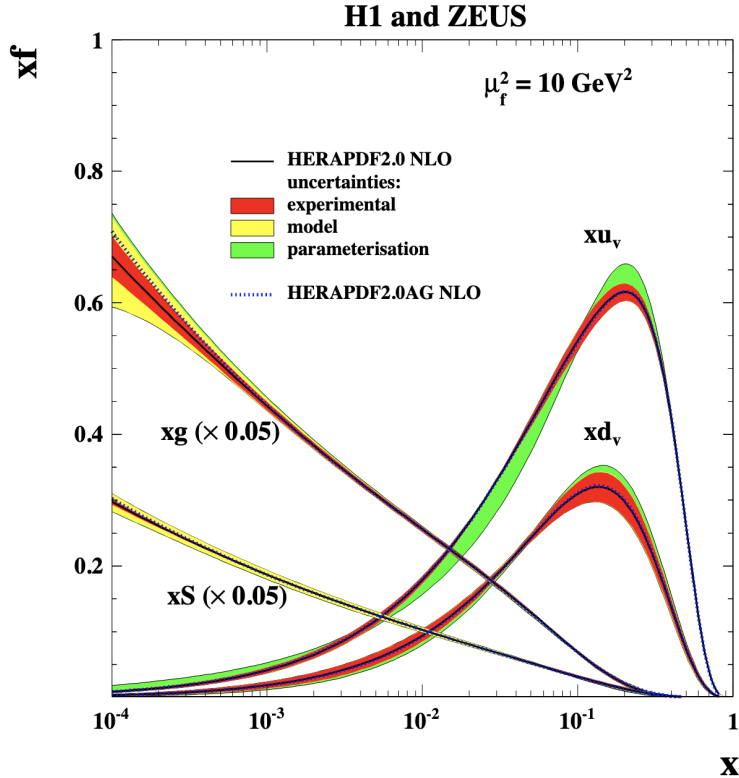 H1 and ZEUS
xf
1
μ_f^2 = 10 GeV^2
HERAPDF2.0 NLO
uncertainties:
experimental
model
parameterisation
HERAPDF2.0AG NLO
0.8
0.6
0.4
0.2
xu_v
xd_v
xg (× 0.05)
xS (× 0.05)
10^-4
10^-3
10^-2
10^-1
1
x